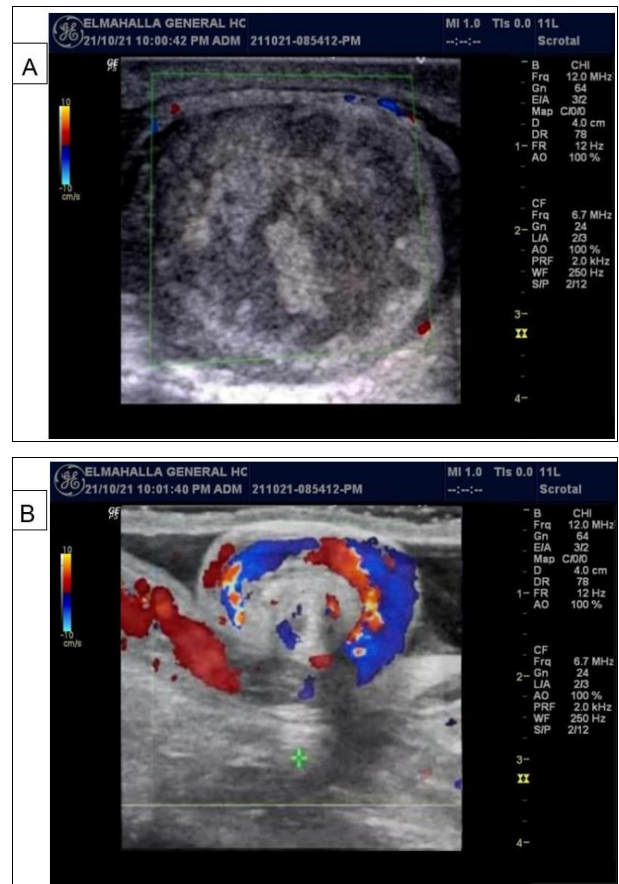 A
ELMAHALLA GENERAL HC
MI 1.0 TIs 0.0 11L
21/10/21 10:00:42 PM ADM 211021-085412-PM
--:--:--
Scrotal
10
-10
cm/s
B CHI
Frq 12.0 MHz
Gn 64
E/A 3/2
Map C/0/0
D 4.0 cm
DR 78
FR 12 Hz
AO 100 %
CF
Frq 6.7 MHz
Gn 24
L/A 2/3
AO 100 %
PRF 2.0 kHz
WF 250 Hz
S/P 2/12
1-
2-
3-
4-
B
ELMAHALLA GENERAL HC
MI 1.0 TIs 0.0 11L
21/10/21 10:01:40 PM ADM 211021-085412-PM
--:--:--
Scrotal
10
-10
cm/s
B CHI
Frq 12.0 MHz
Gn 64
E/A 3/2
Map C/0/0
D 4.0 cm
DR 78
FR 12 Hz
AO 100 %
CF
Frq 6.7 MHz
Gn 24
L/A 2/3
AO 100 %
PRF 2.0 kHz
WF 250 Hz
S/P 2/12
1-
2-
3-
4-